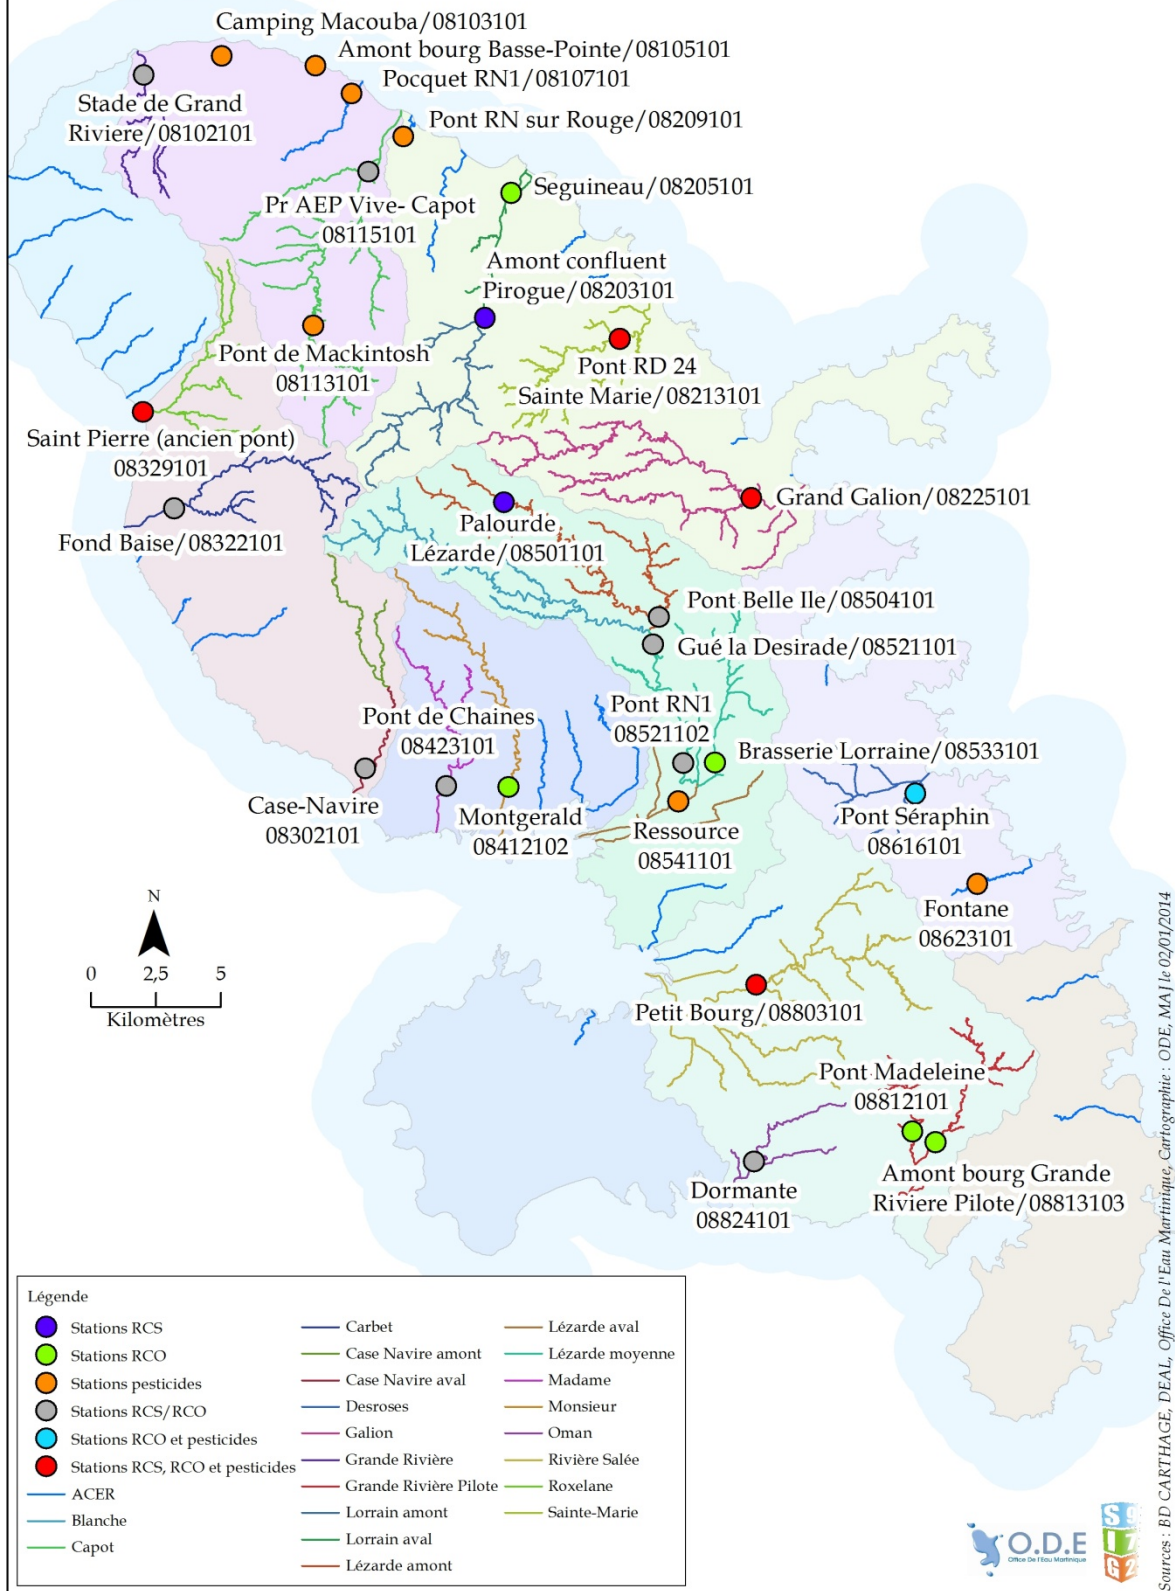 Camping Macouba/08103101
Amont bourg Basse-Pointe/08105101
Pocquet RN1/08107101
Stade de Grand
Riviere/08102101
Pont RN sur Rouge/08209101
Seguineau/08205101
Pr AEP Vive- Capot
08115101
Amont confluent
Pirogue/08203101
Pont de Mackintosh
08113101
Pont RD 24
Sainte Marie/08213101
Saint Pierre (ancien pont)
08329101
Grand Galion/08225101
Fond Baise/08322101
Palourde
Lézarde/08501101
Pont Belle Ile/08504101
Gué la Desirade/08521101
Pont RN1
08521102
Pont de Chaines
08423101
Brasserie Lorraine/08533101
Case-Navire
08302101
Montgerald
08412102
Ressource
08541101
Pont Séraphin
08616101
Fontane
08623101
N
0 2,5 5
Kilomètres
Petit Bourg/08803101
Pont Madeleine
08812101
Amont bourg Grande
Riviere Pilote/08813103
Dormante
08824101
Légende
Stations RCS
Stations RCO
Stations pesticides
Stations RCS/RCO
Stations RCO et pesticides
Stations RCS, RCO et pesticides
ACER
Blanche
Capot
Carbet
Case Navire amont
Case Navire aval
Desroses
Galion
Grande Rivière
Grande Rivière Pilote
Lorrain amont
Lorrain aval
Lézarde amont
Lézarde aval
Lézarde moyenne
Madame
Monsieur
Oman
Rivière Salée
Roxelane
Sainte-Marie
O.D.E
Office De l'Eau Martinique
S 9
I 7
G 2
Sources : BD CARTHAGE, DEAL, Office De l'Eau Martinique, Cartographie : ODE, MAJ le 02/01/2014